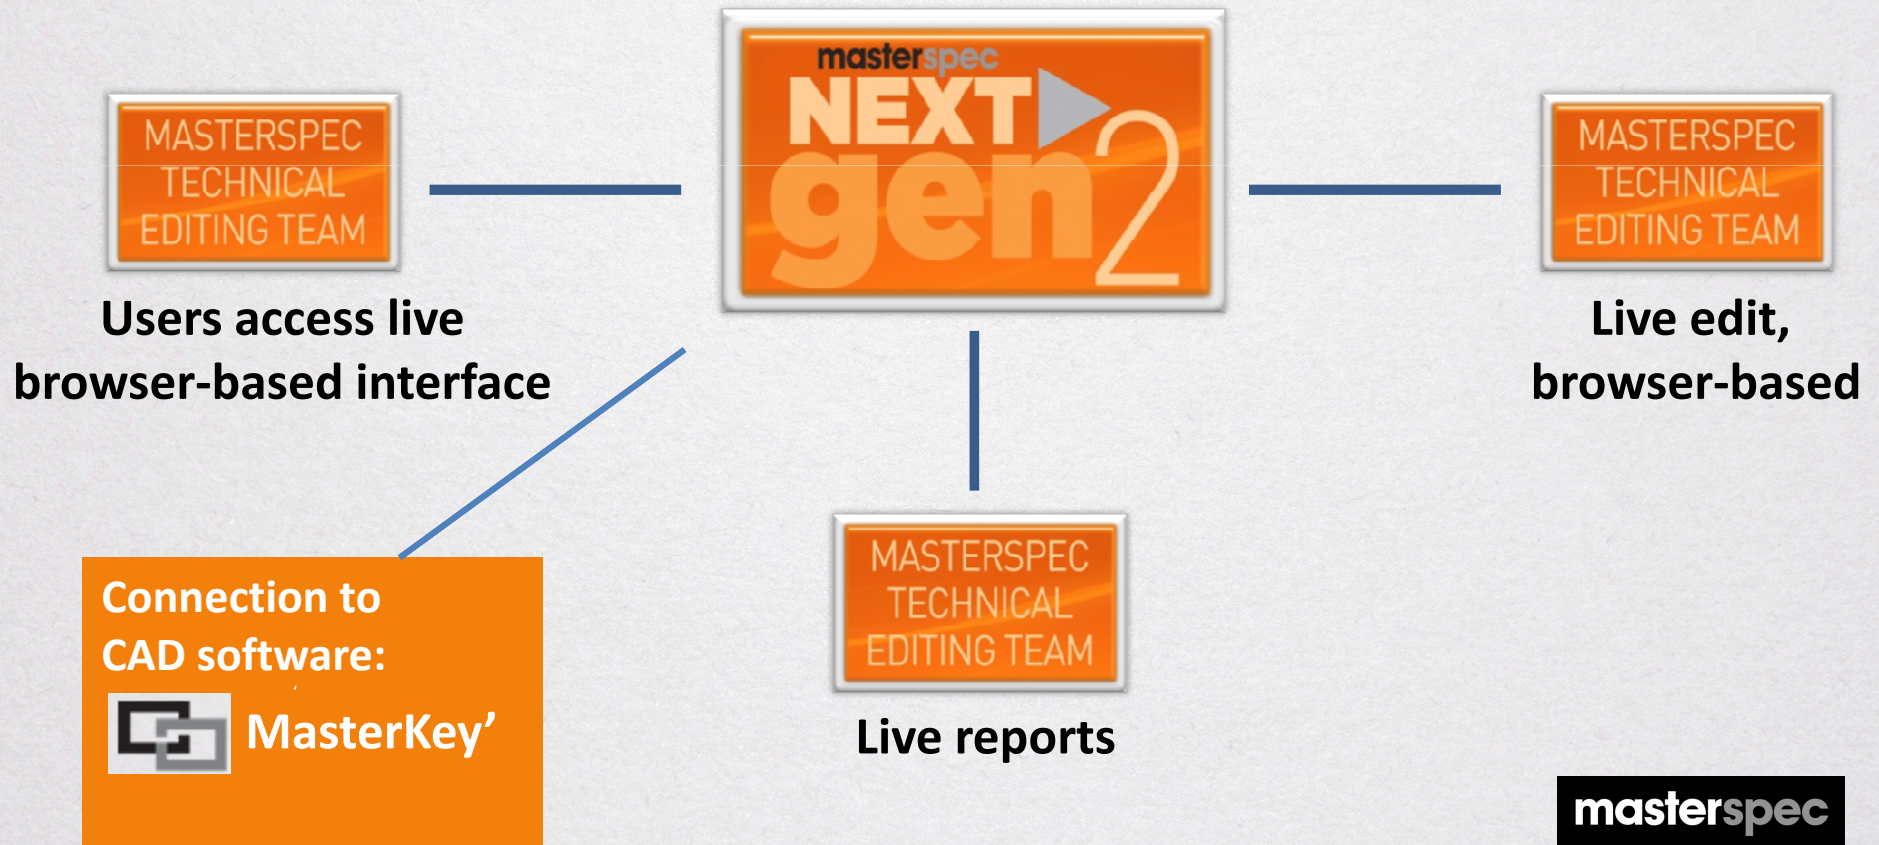 masterspec
NEXT
gen2
MASTERSPEC
TECHNICAL
EDITING TEAM
Users access live
browser-based interface
MASTERSPEC
TECHNICAL
EDITING TEAM
Live edit,
browser-based
Connection to
CAD software:
MasterKey’
MASTERSPEC
TECHNICAL
EDITING TEAM
Live reports
masterspec